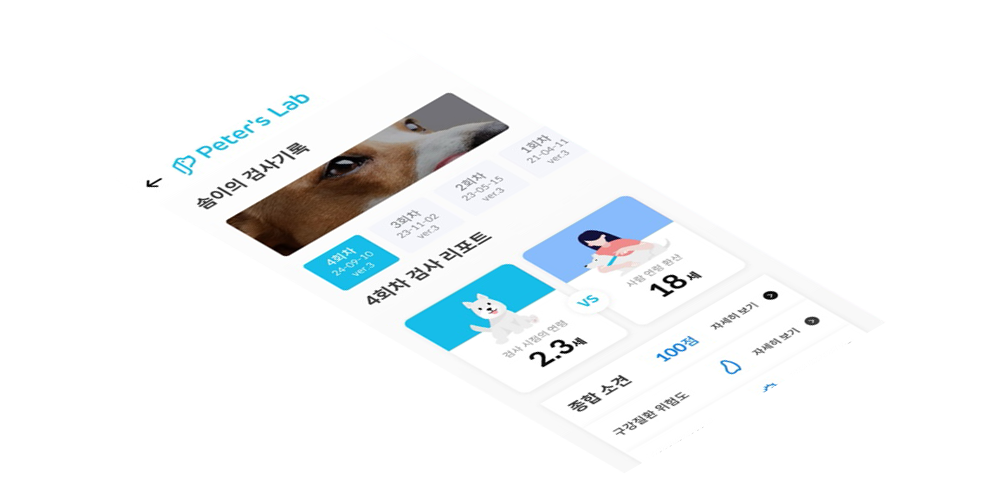 Peter's Lab
솜이의 검사기록
4회차
24-09-10
ver.3
3회차
23-11-02
ver.3
2회차
23-05-15
ver.3
1회차
21-04-11
ver.3
4회차 검사 리포트
검사 시점의 연령
2.3세
VS
사람 연령 환산
18세
종합 소견
100점
자세히 보기
구강질환 위험도
자세히 보기